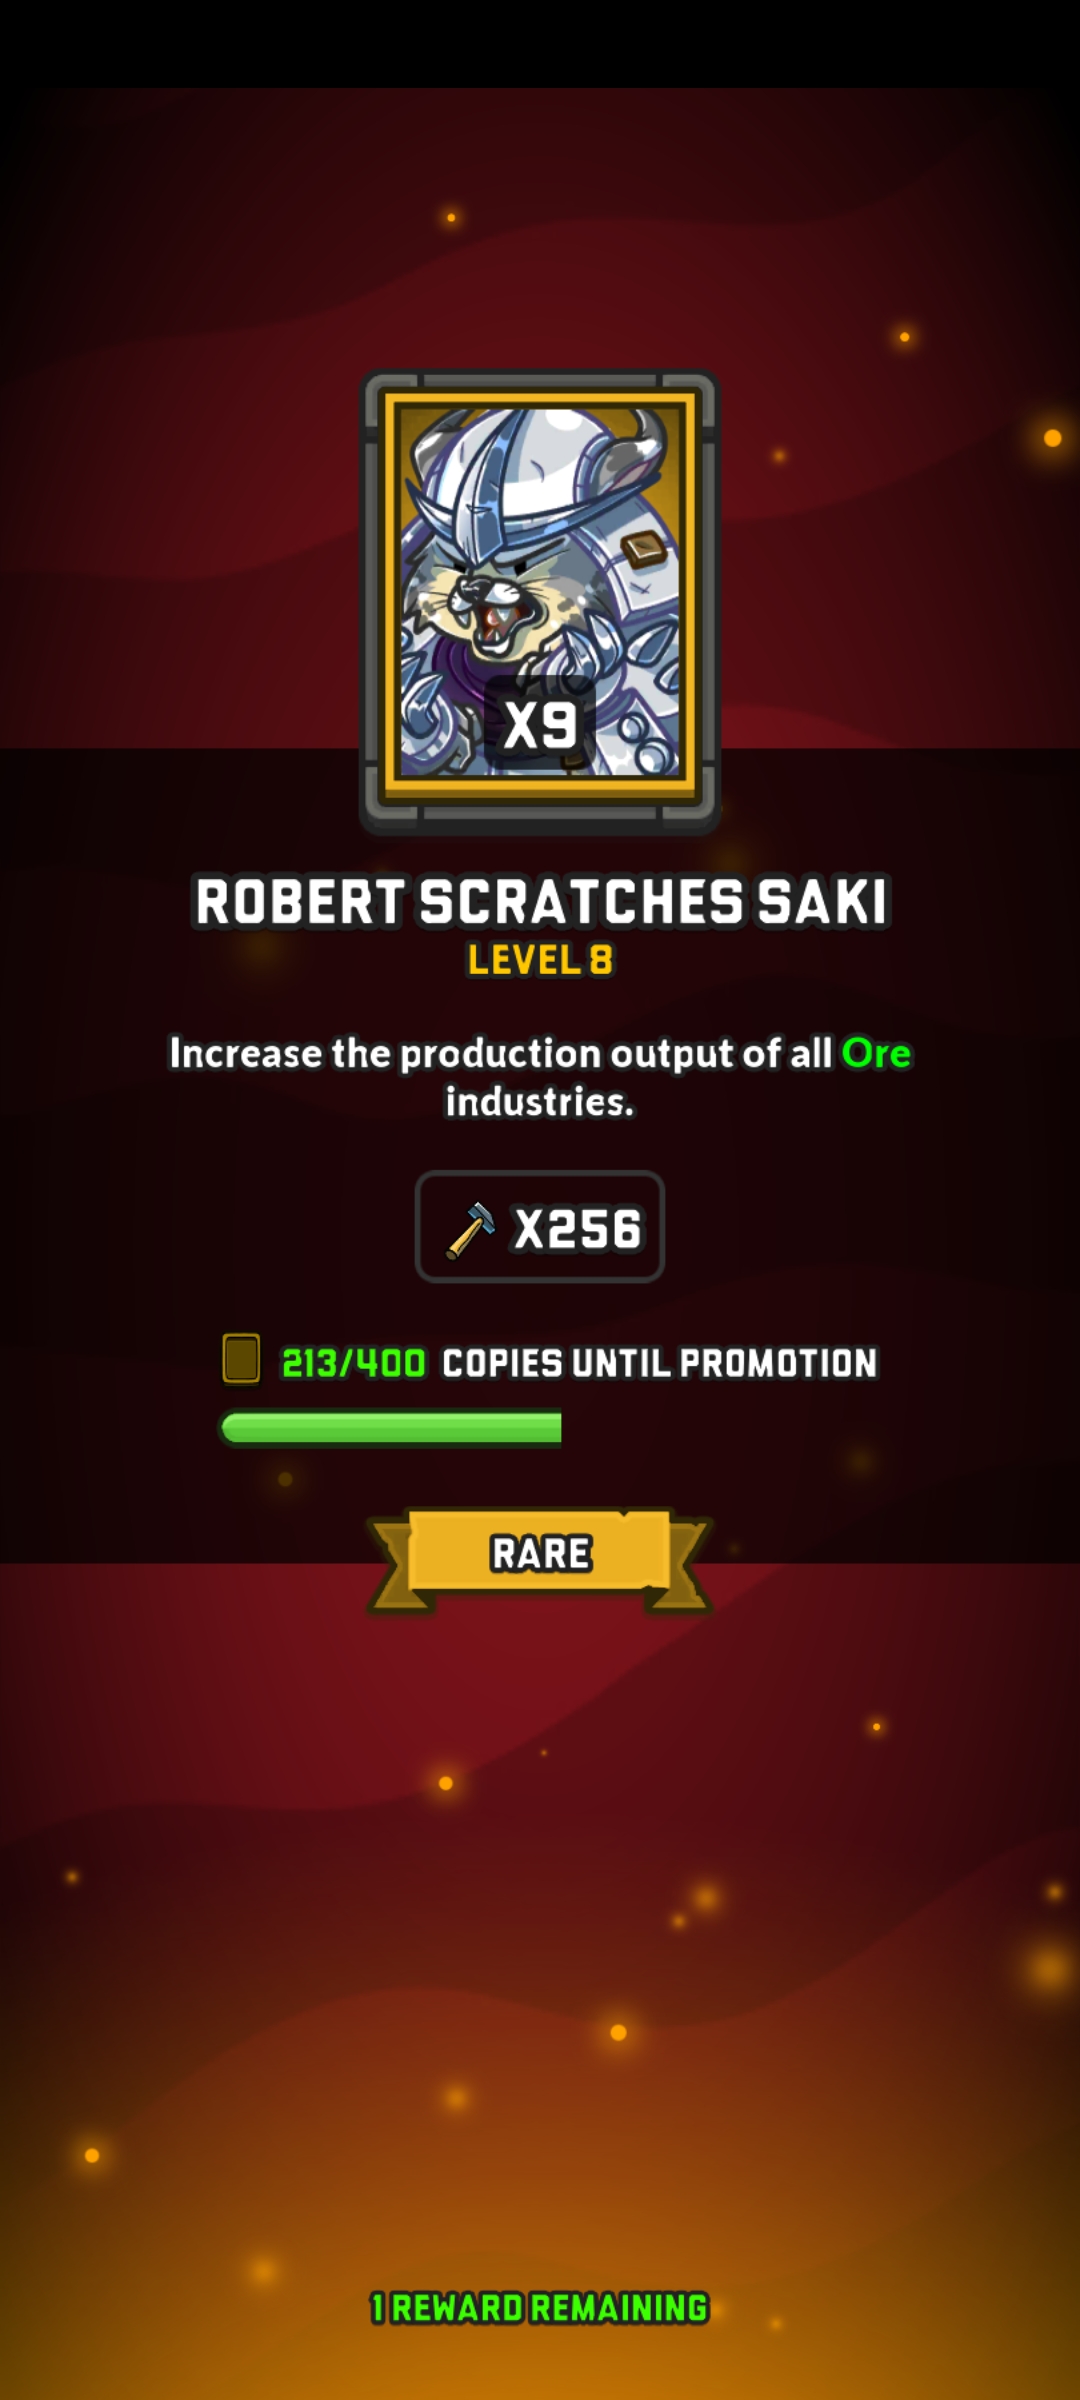 X9
ROBERT SCRATCHES SAKI
LEVEL 8
Increase the production output of all Ore
industries.
X256
213/400 COPIES UNTIL PROMOTION
RARE
1 REWARD REMAINING